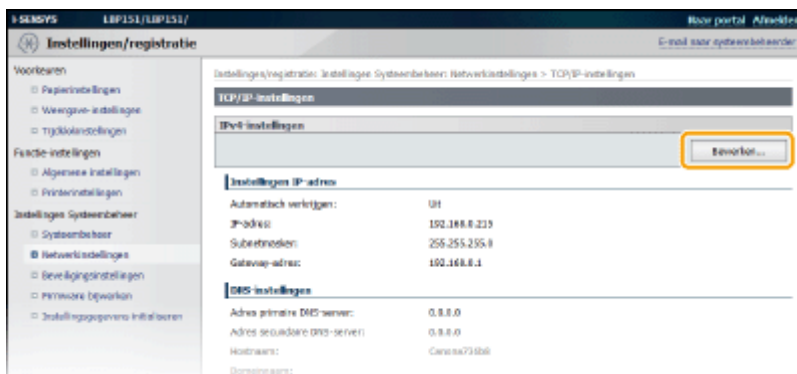 i-SENSYS LBP151/LBP151/ Naar portal Afmelden
Instellingen/registratie E-mail naar systeembeheerder
Voorkeuren
Papierinstellingen
Weergave-instellingen
Tijdklokinstellingen
Functie-instellingen
Algemene instellingen
Printerinstellingen
Instellingen Systeembeheer
Systeembeheer
Netwerkinstellingen
Beveiligingsinstellingen
Firmware bijwerken
Instellingsgegevens initialiseren
Instellingen/registratie: Instellingen Systeembeheer: Netwerkinstellingen > TCP/IP-instellingen
TCP/IP-instellingen
IPv4-instellingen
Bewerken...
Instellingen IP-adres
Automatisch verkrijgen: Uit
IP-adres: 192.168.0.215
Subnetmasker: 255.255.255.0
Gateway-adres: 192.168.0.1
DNS-instellingen
Adres primaire DNS-server: 0.0.0.0
Adres secundaire DNS-server: 0.0.0.0
Hostnaam:
Domeinnaam: